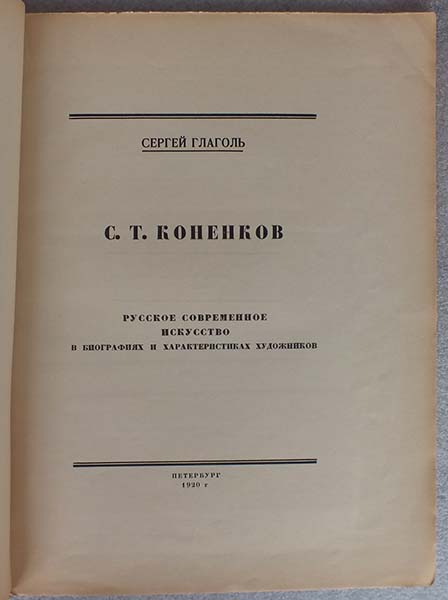 СЕРГЕЙ ГЛАГОЛЬ
С. Т. КОНЕНКОВ
РУССКОЕ СОВРЕМЕННОЕ
ИСКУССТВО
В БИОГРАФИЯХ И ХАРАКТЕРИСТИКАХ ХУДОЖНИКОВ
ПЕТЕРБУРГ
1920 г